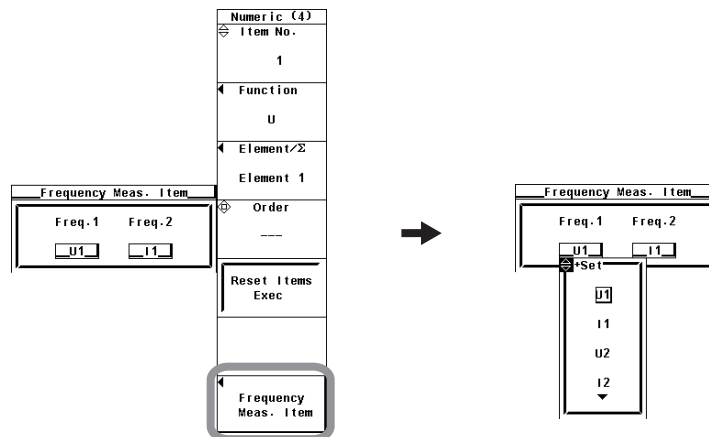 Numeric (4)
Item No.
1
Function
U
Element/Σ
Element 1
Order
---
Reset Items
Exec
Frequency
Meas. Item
Frequency Meas. Item
Freq.1 Freq.2
U1 I1
Frequency Meas. Item
Freq.1 Freq.2
U1 I1
+Set
U1
I1
U2
I2